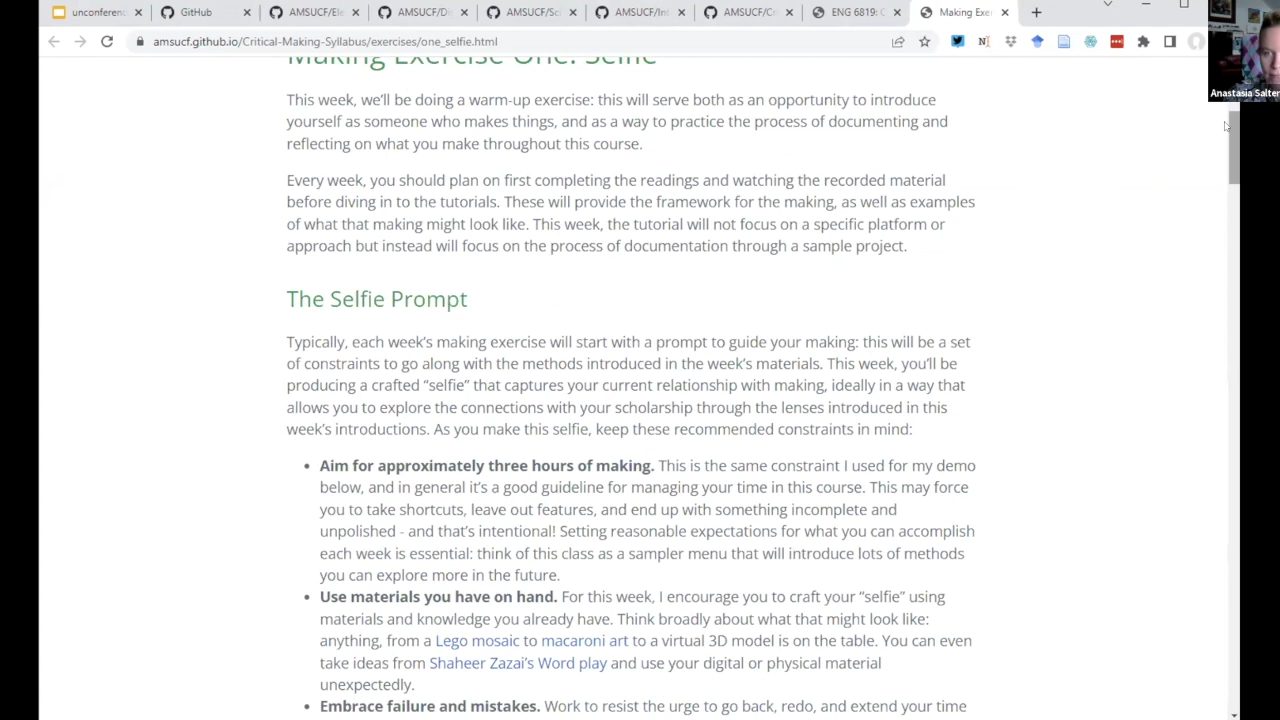 unconferenc
GitHub
AMSUCF/Ele
AMSUCF/Di
AMSUCF/Sci
AMSUCF/Int
AMSUCF/Cr
ENG 6819: C
Making Exer
amsucf.github.io/Critical-Making-Syllabus/exercises/one_selfie.html
Anastasia Salter
Making Exercise One: Selfie
This week, we'll be doing a warm up exercise: this will serve both as an opportunity to introduce
yourself as someone who makes things, and as a way to practice the process of documenting and
reflecting on what you make throughout this course.
Every week, you should plan on first completing the readings and watching the recorded material
before diving in to the tutorials. These will provide the framework for the making, as well as examples
of what that making might look like. This week, the tutorial will not focus on a specific platform or
approach but instead will focus on the process of documentation through a sample project.
The Selfie Prompt
Typically, each week's making exercise will start with a prompt to guide your making: this will be a set
of constraints to go along with the methods introduced in the week's materials. This week, you'll be
producing a crafted “selfie” that captures your current relationship with making, ideally in a way that
allows you to explore the connections with your scholarship through the lenses introduced in this
week's introductions. As you make this selfie, keep these recommended constraints in mind:
• Aim for approximately three hours of making. This is the same constraint I used for my demo
below, and in general it's a good guideline for managing your time in this course. This may force
you to take shortcuts, leave out features, and end up with something incomplete and
unpolished - and that's intentional! Setting reasonable expectations for what you can accomplish
each week is essential: think of this class as a sampler menu that will introduce lots of methods
you can explore more in the future.
• Use materials you have on hand. For this week, I encourage you to craft your “selfie” using
materials and knowledge you already have. Think broadly about what that might look like:
anything, from a Lego mosaic to macaroni art to a virtual 3D model is on the table. You can even
take ideas from Shaheer Zazai's Word play and use your digital or physical material
unexpectedly.
• Embrace failure and mistakes. Work to resist the urge to go back, redo, and extend your time